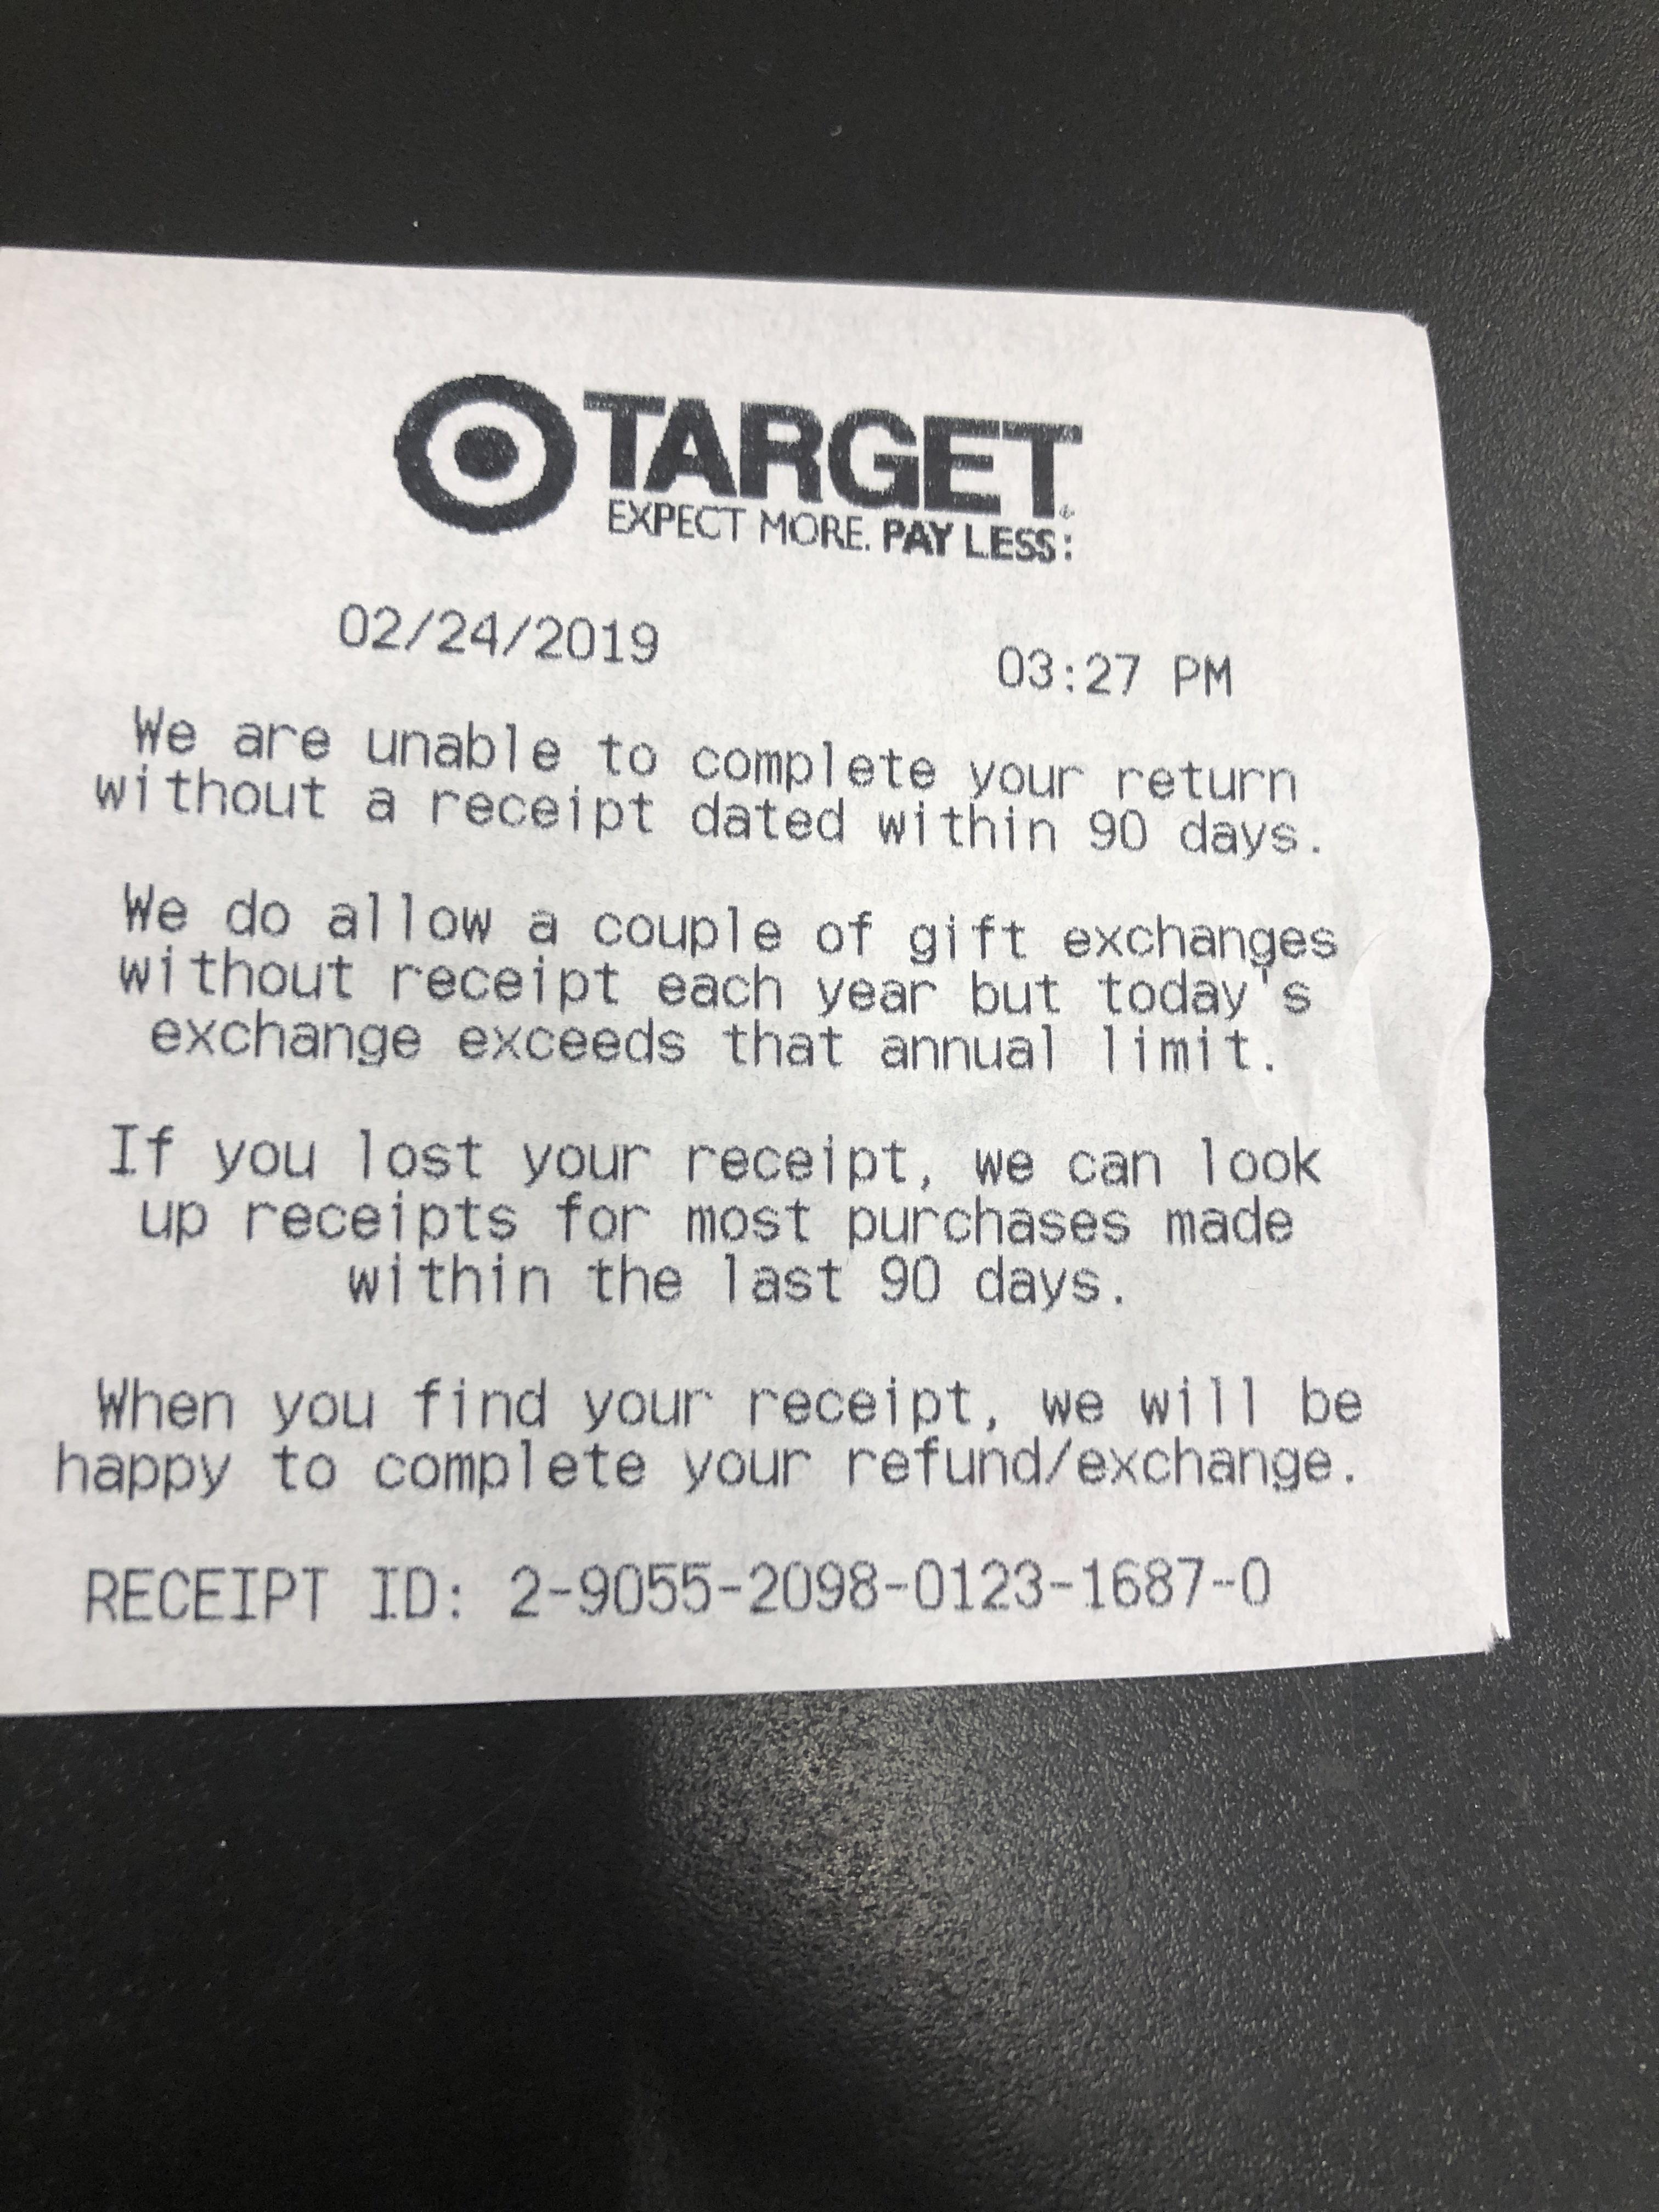 TARGET
EXPECT MORE. PAY LESS:
02/24/2019 03:27 PM
We are unable to complete your return
without a receipt dated within 90 days.
We do allow a couple of gift exchanges
without receipt each year but today's
exchange exceeds that annual limit.
If you lost your receipt, we can look
up receipts for most purchases made
within the last 90 days.
When you find your receipt, we will be
happy to complete your refund/exchange.
RECEIPT ID: 2-9055-2098-0123-1687-0